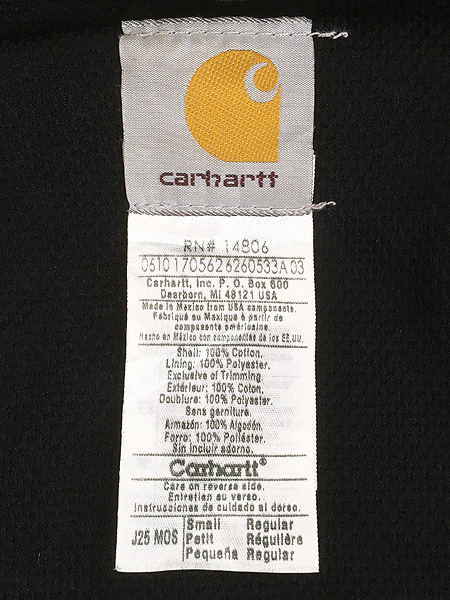 carhartt
RN# 14806
0610 1705626260533A 03
Carhartt, Inc. P. O. Box 600
Dearborn, MI 48121 USA
Made in Mexico from USA components.
Fabriqué au Maxique à partir de
composants américains.
Hecho en México con componentes de los EE.UU.
Shell: 100% Cotton.
Lining: 100% Polyester.
Exclusive of Trimming
Extérieur: 100% Coton.
Doublure: 100% Polyester.
Sans garniture.
Armazón: 100% Algodón.
Forro: 100% Poliéster.
Sin incluir adorno.
Carhartt®
Care on reverse side.
Entretien au verso.
Instrucciones de cuidado al dorso.
J25 MOS
Small Regular
Petit Régulière
Pequeña Regular